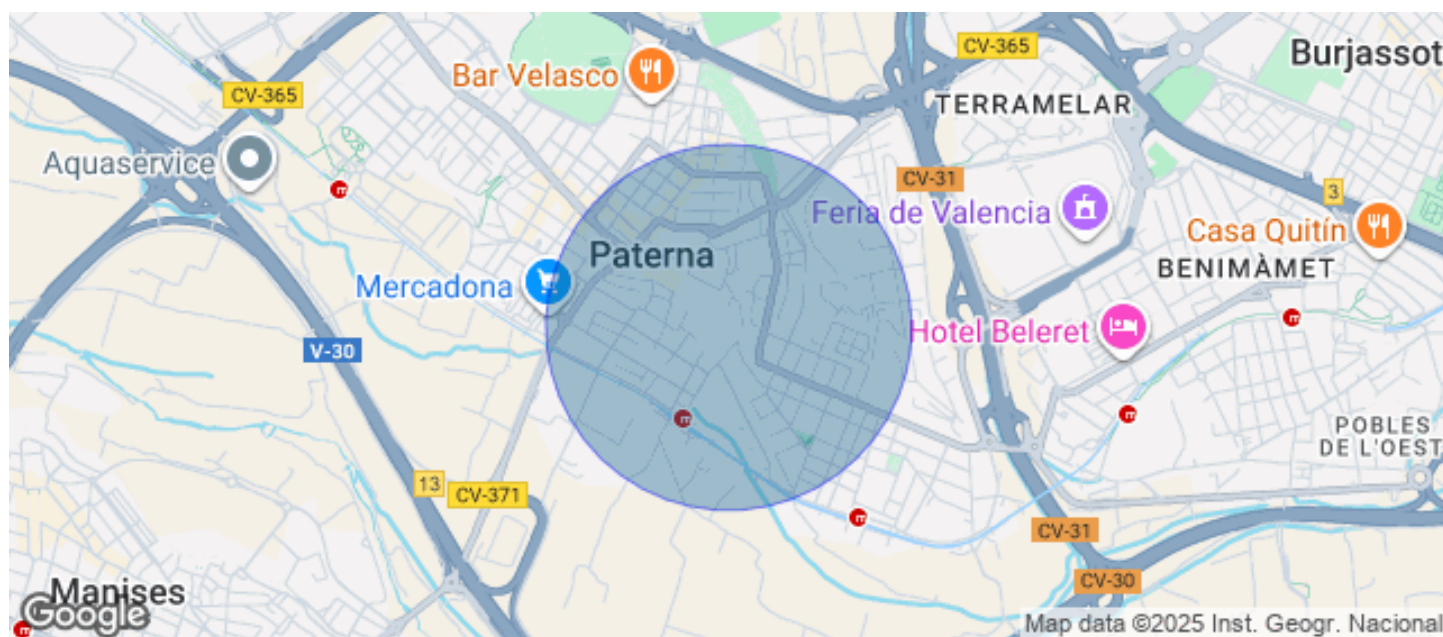 CV-365
Burjassot
Bar Velasco
CV-365
TERRAMELAR
Aquaservice
CV-31
3
Feria de Valencia
Casa Quitín
Paterna
BENIMÀMET
Mercadona
Hotel Beleret
V-30
POBLES
DE L'OEST
13
CV-371
CV-31
CV-30
Manises
Google
Map data ©2025 Inst. Geogr. Nacional